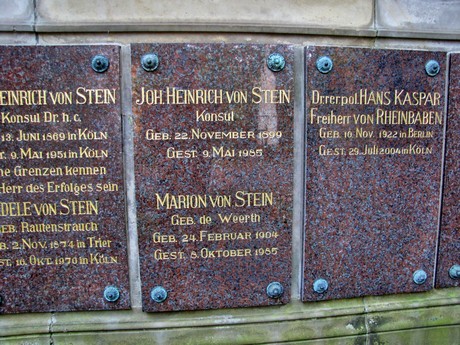 EINRICH VON STEIN
Konsul Dr h. c.
13. Juni 1869 in Köln
st. 9. Mai 1951 in Köln
ne Grenzen kennen
Herr des Erfolges sein
DELE VON STEIN
geb. Rautenstrauch
eb. 2. Nov. 1874 in Trier
est. 16. Okt. 1970 in Köln
Joh. Heinrich von Stein
Konsul
Geb. 22. November 1899
Gest. 9. Mai 1985
Marion von Stein
Geb. de Weerth
Geb. 24. Februar 1904
Gest. 8. Oktober 1985
Dr rer pol. Hans Kaspar
Freiherr von Rheinbaben
Geb. 10. Nov. 1922 in Berlin
Gest. 29. Juli 2004 in Köln